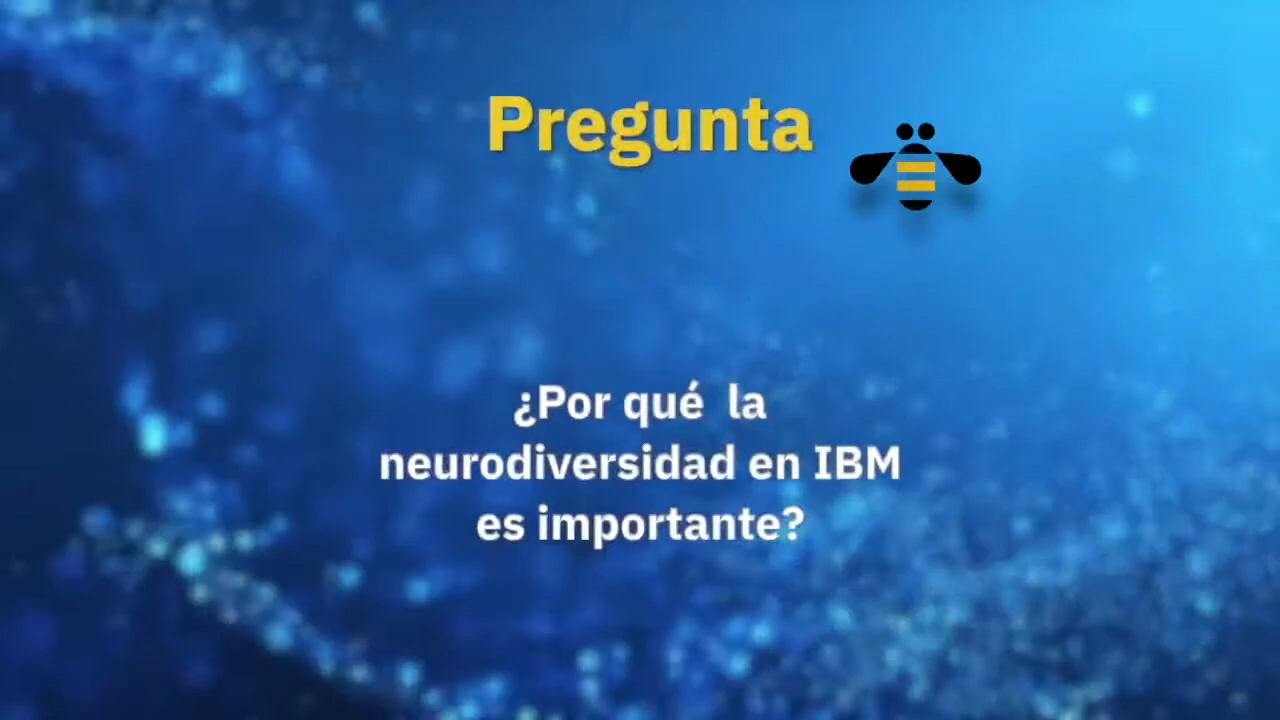 Pregunta
¿Por qué  la
neurodiversidad en IBM
es importante?